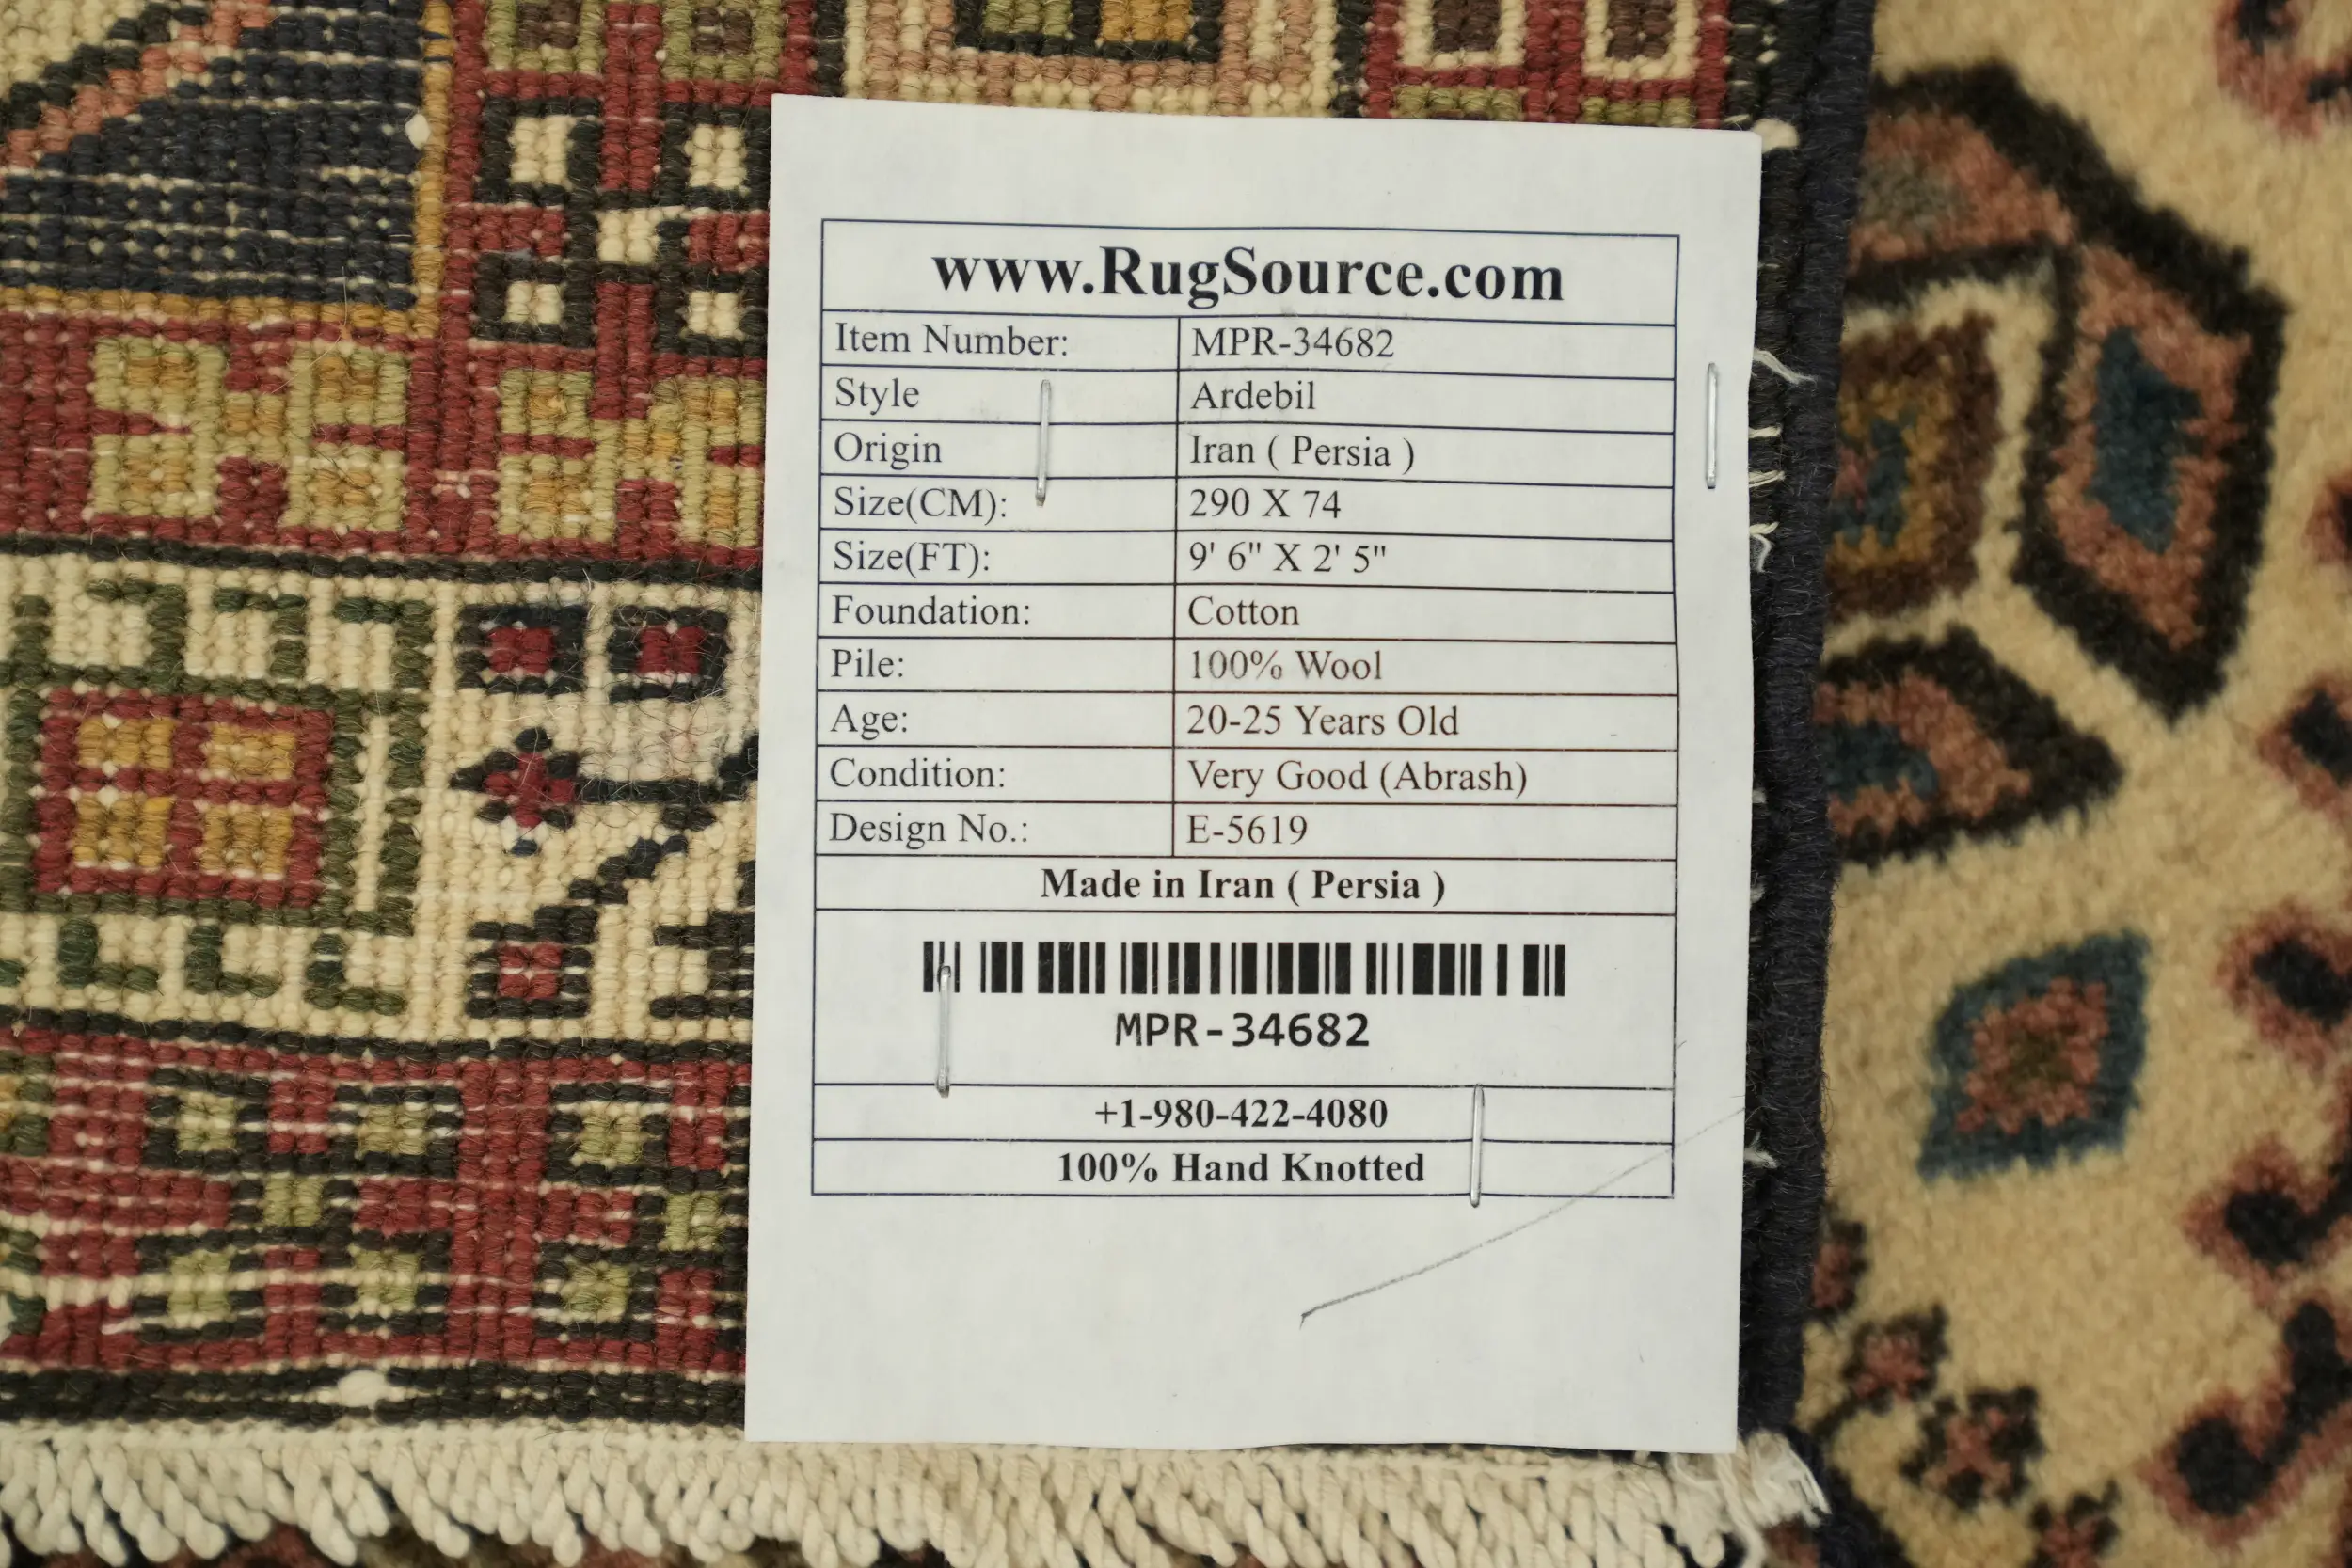 www.RugSource.com
Item Number: MPR-34682
Style Ardebil
Origin Iran ( Persia )
Size(CM): 290 X 74
Size(FT): 9' 6" X 2' 5"
Foundation: Cotton
Pile: 100% Wool
Age: 20-25 Years Old
Condition: Very Good (Abrash)
Design No.: E-5619
Made in Iran ( Persia )
MPR-34682
+1-980-422-4080
100% Hand Knotted